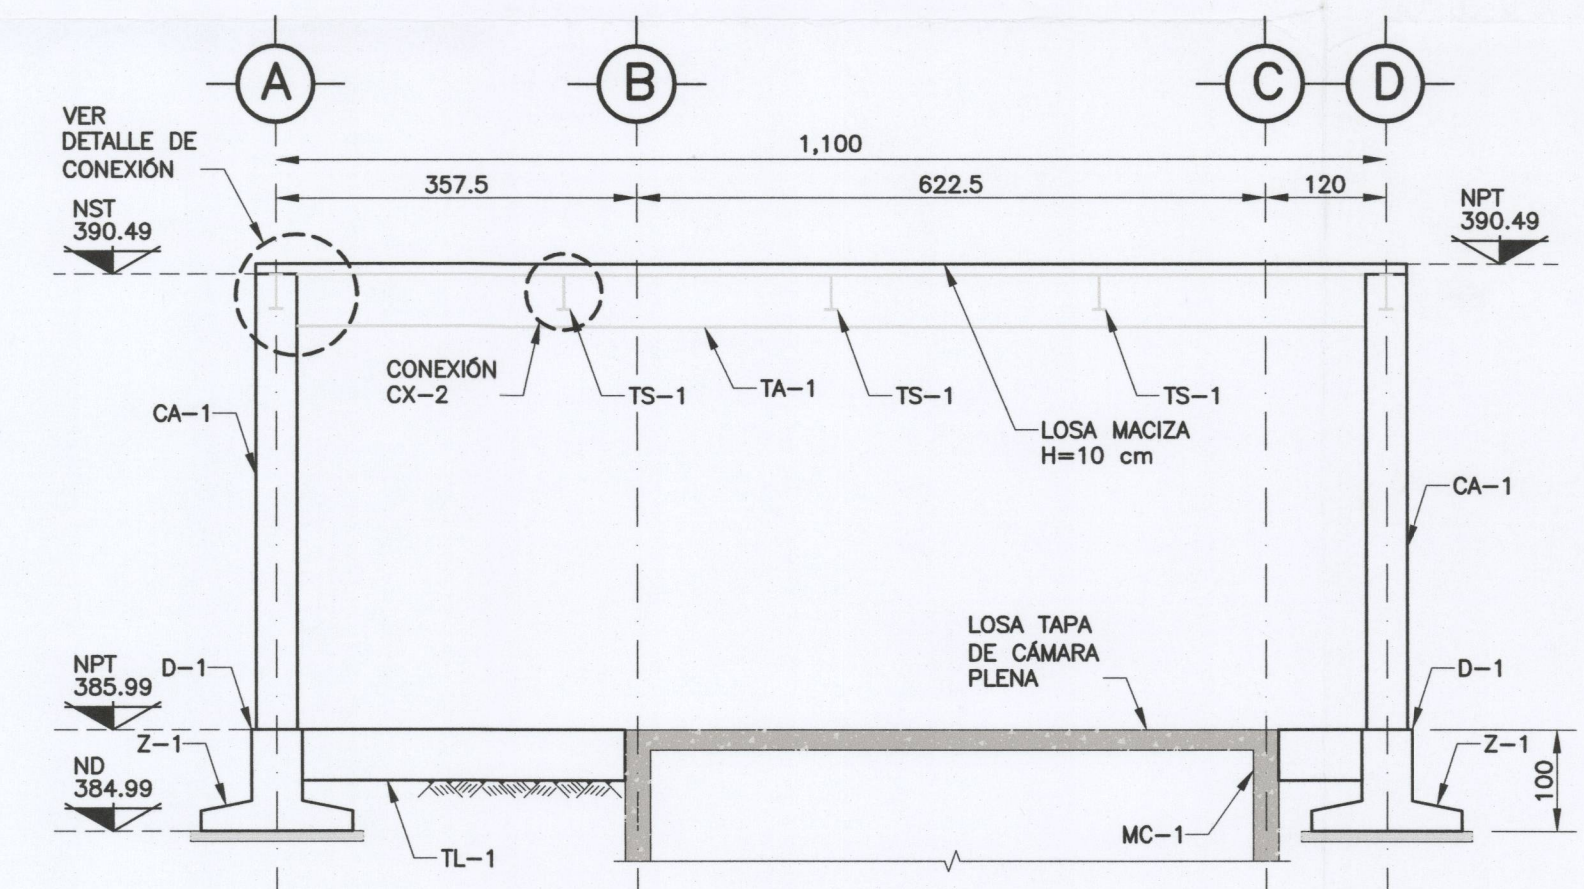 A
B
C
D
VER
DETALLE DE
CONEXIÓN
1,100
357.5
622.5
120
NST
390.49
NPT
390.49
CONEXIÓN
CX-2
TS-1
TA-1
TS-1
TS-1
CA-1
LOSA MACIZA
H=10 cm
CA-1
LOSA TAPA
DE CÁMARA
PLENA
NPT
385.99
D-1
D-1
Z-1
Z-1
ND
384.99
100
TL-1
MC-1